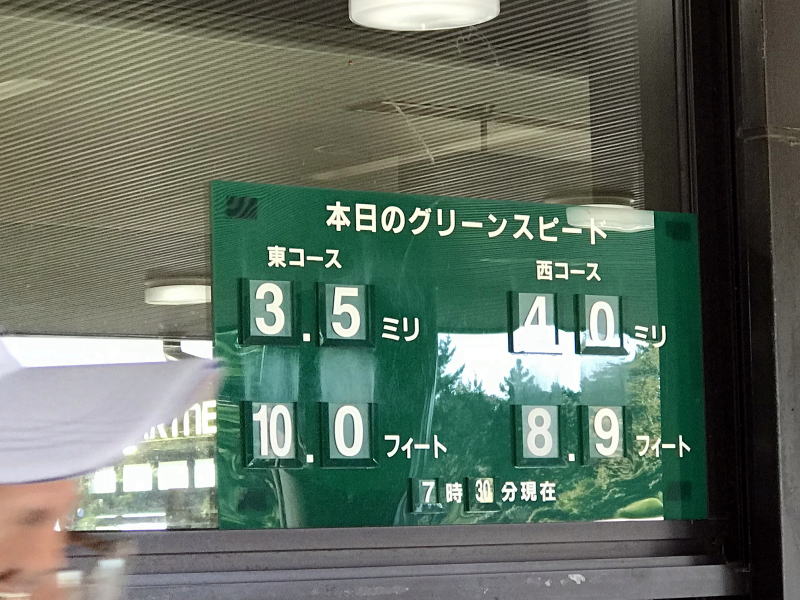 本日のグリーンスピード
東コース 西コース
3.5ミリ 4.0ミリ
10.0フィート 8.9フィート
7時30分現在